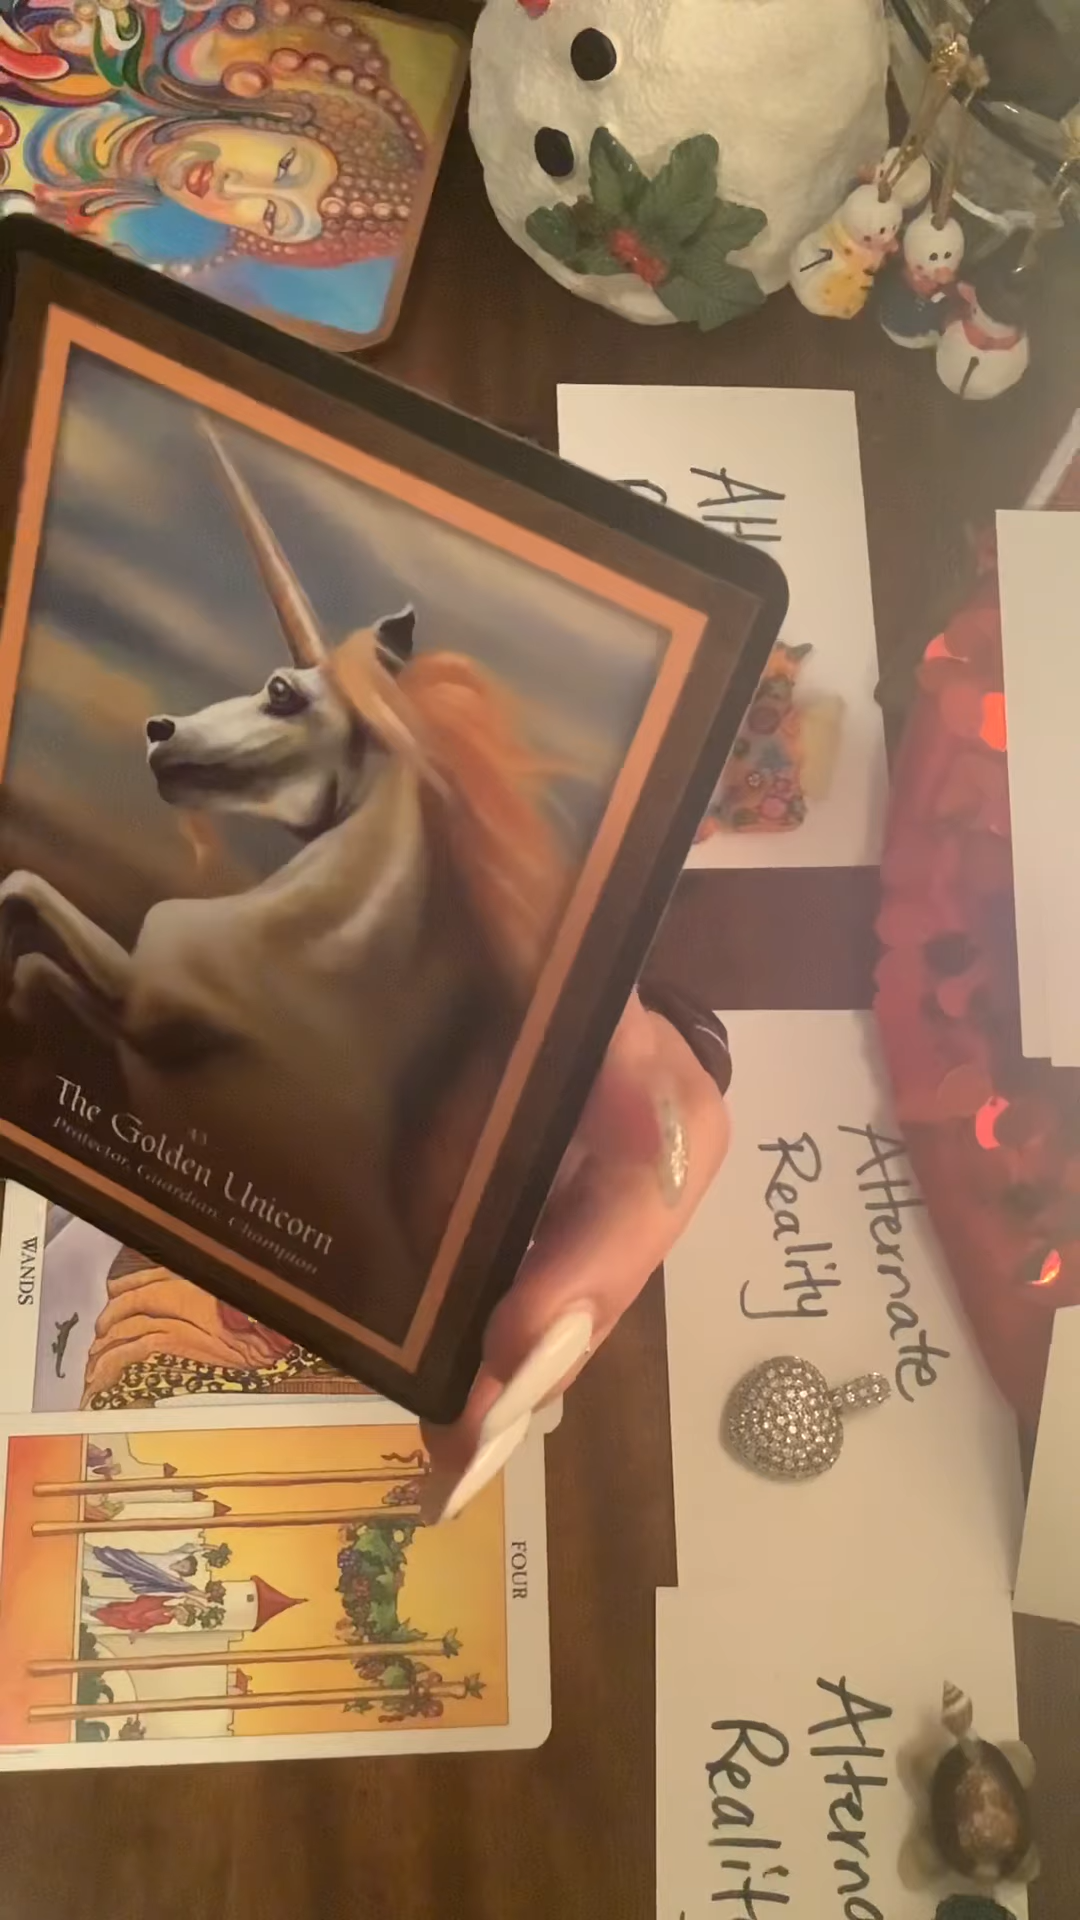 The Golden Unicorn
43
Protector, Guardian, Champion
WANDS
FOUR
Alternate
Reality